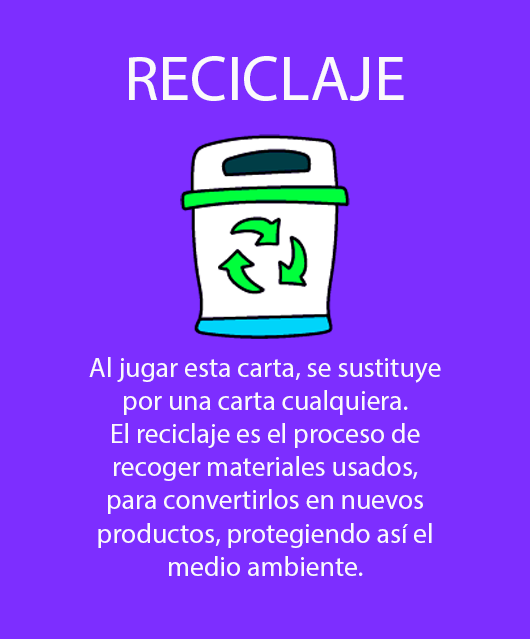 RECICLAJE
Al jugar esta carta, se sustituye
por una carta cualquiera.
El reciclaje es el proceso de
recoger materiales usados,
para convertirlos en nuevos
productos, protegiendo así el
medio ambiente.